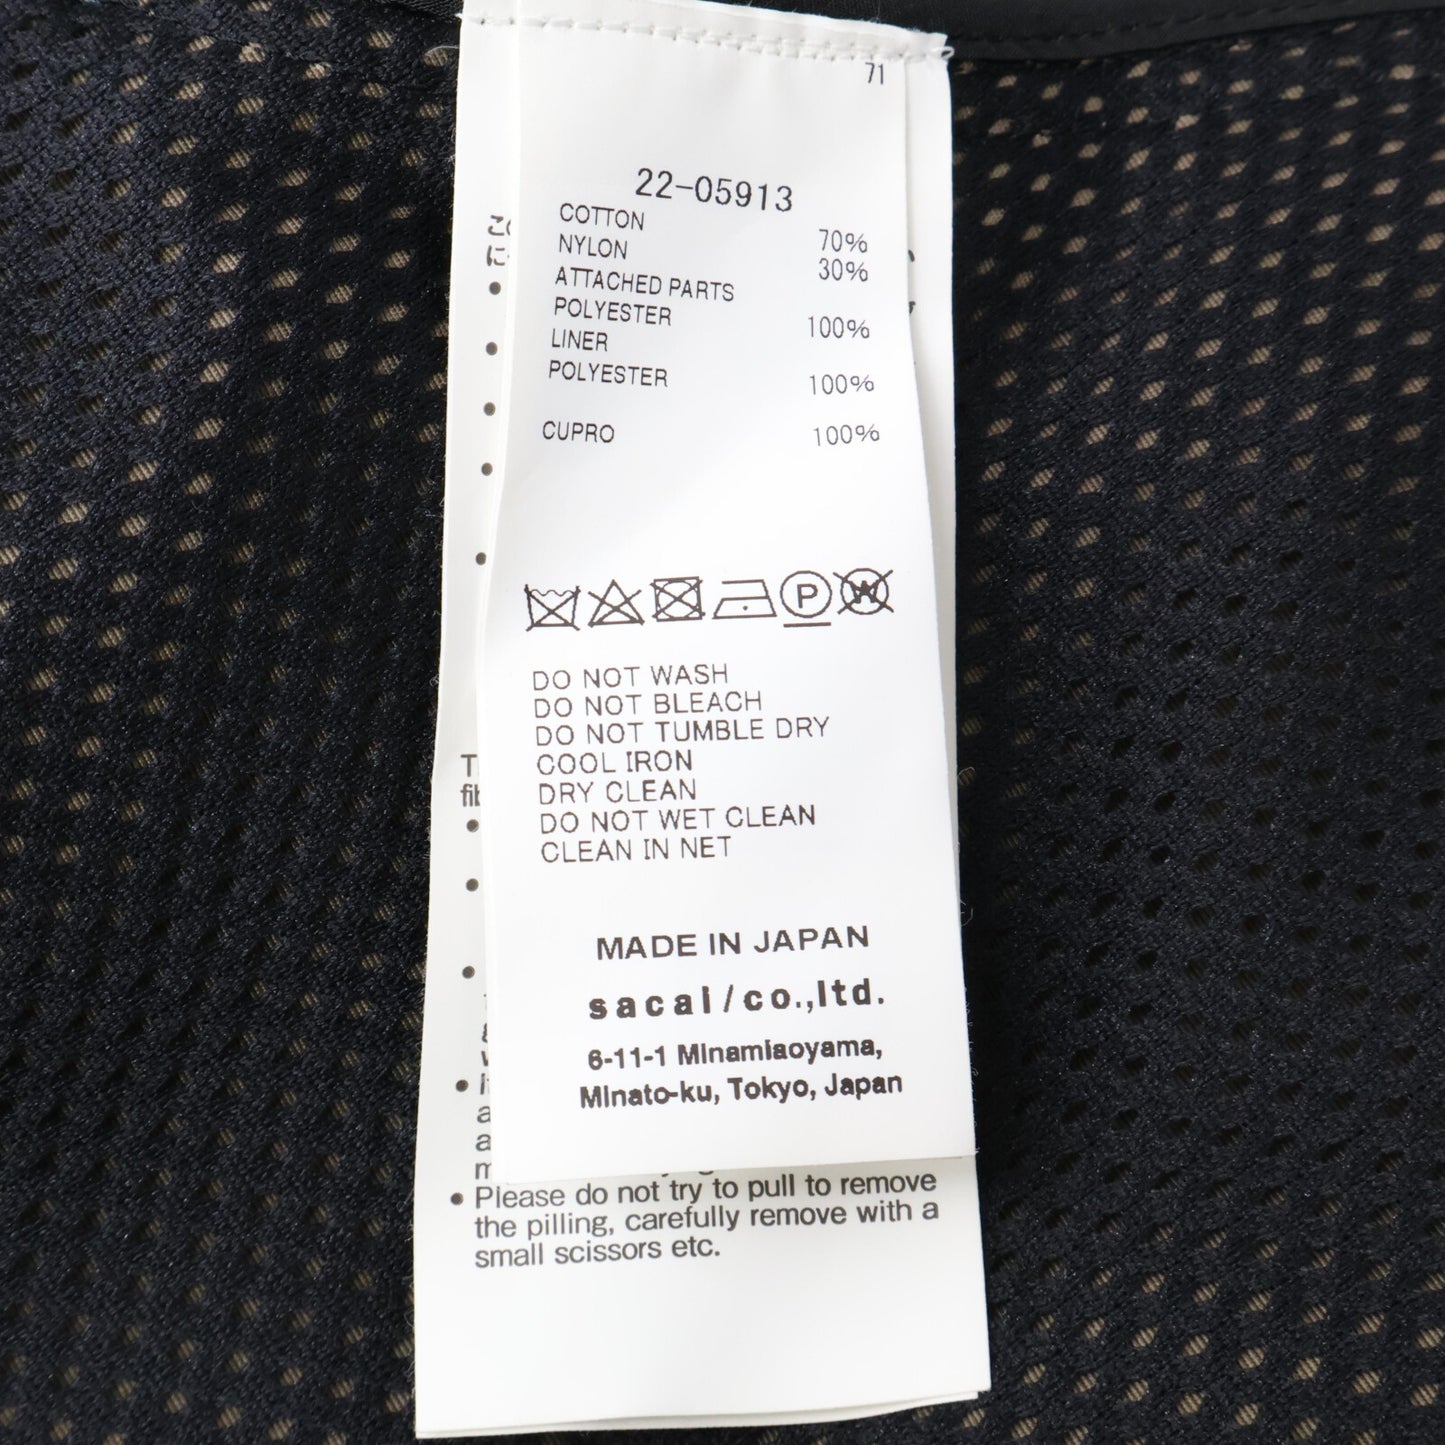 71
22-05913
COTTON 70%
NYLON 30%
ATTACHED PARTS
POLYESTER 100%
LINER
POLYESTER 100%
CUPRO 100%
P
W
DO NOT WASH
DO NOT BLEACH
DO NOT TUMBLE DRY
COOL IRON
DRY CLEAN
DO NOT WET CLEAN
CLEAN IN NET
MADE IN JAPAN
sacai/co.,ltd.
6-11-1 Minamiaoyama,
Minato-ku, Tokyo, Japan
• Please do not try to pull to remove
the pilling, carefully remove with a
small scissors etc.